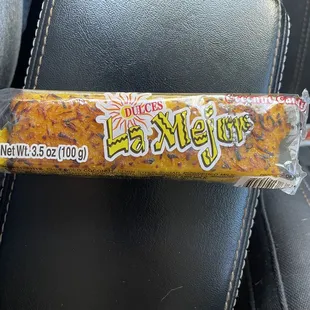 DULCES
La Mejor
Net Wt. 3.5 oz (100 g)